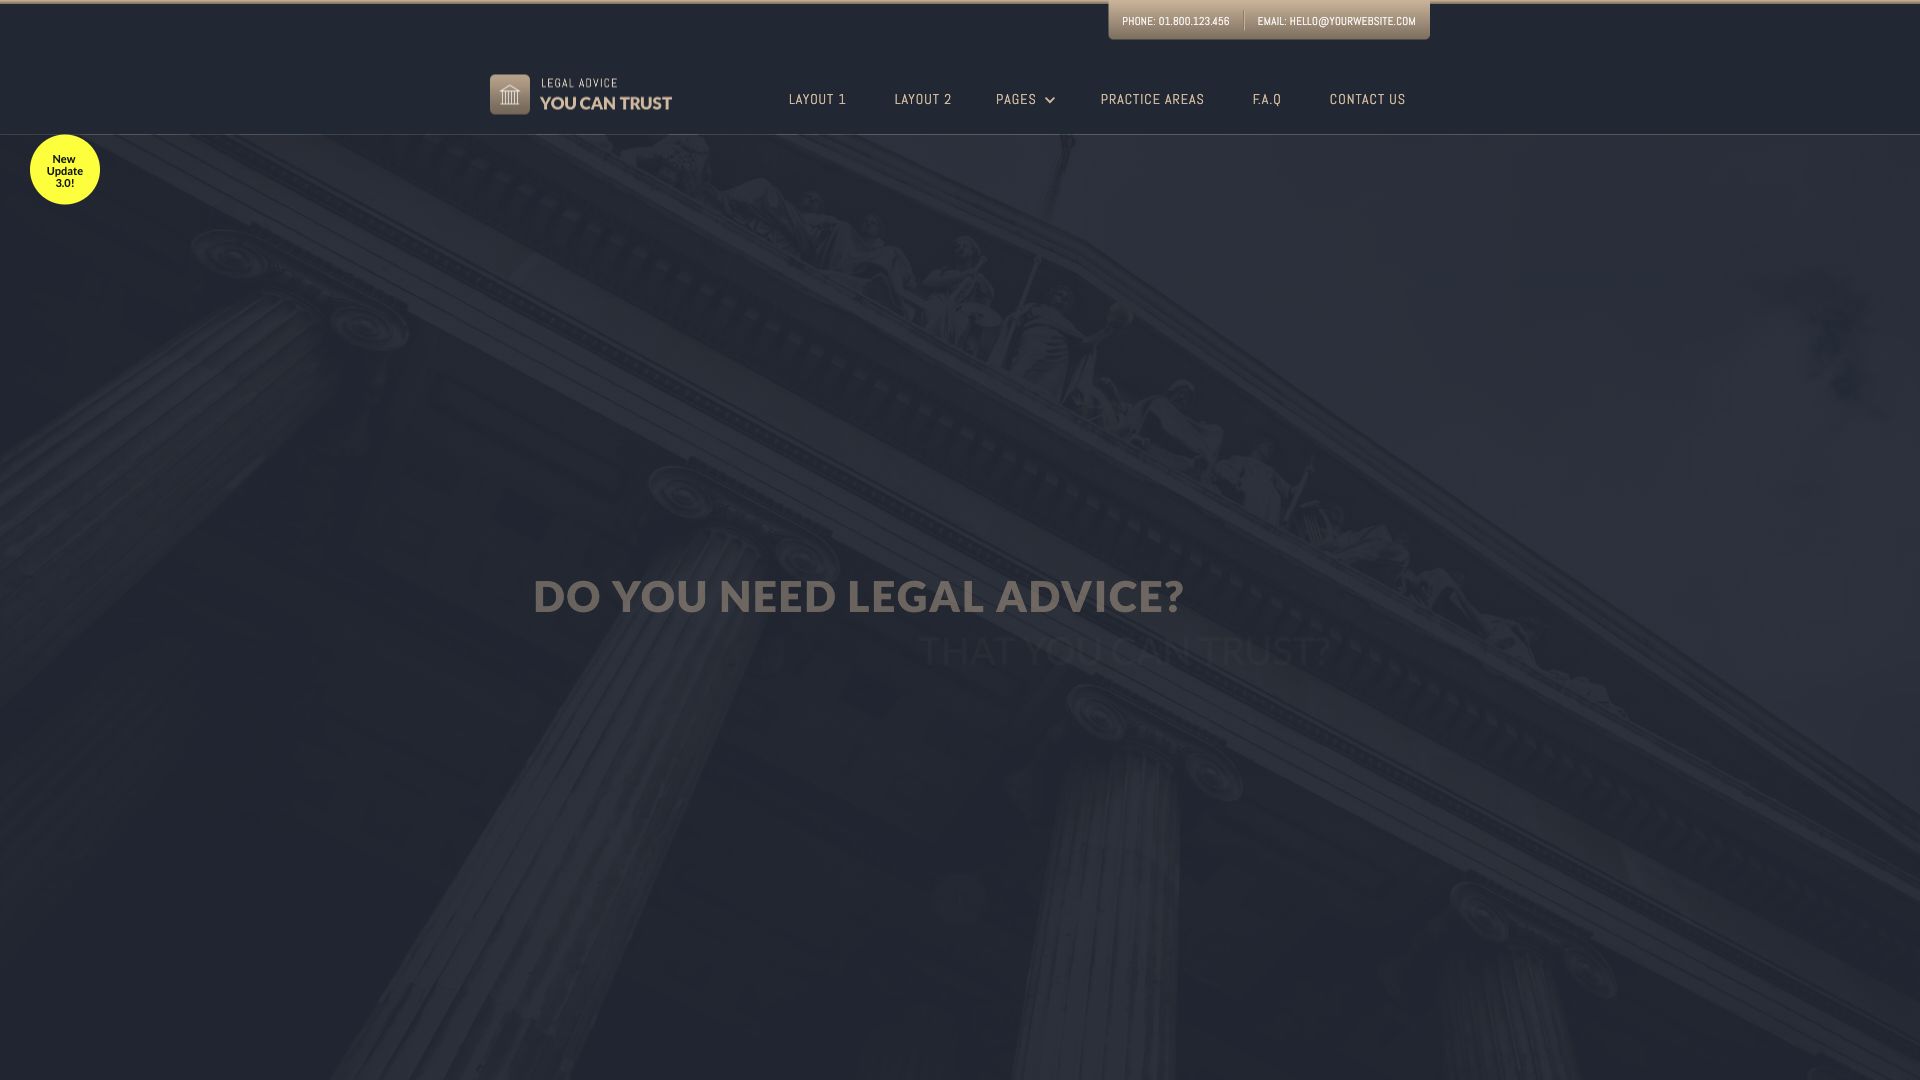 PHONE: 01.800.123.456 EMAIL: HELLO@YOURWEBSITE.COM
LEGAL ADVICE
YOU CAN TRUST
LAYOUT 1 LAYOUT 2 PAGES PRACTICE AREAS F.A.Q CONTACT US
New
Update
3.0!
DO YOU NEED LEGAL ADVICE?
THAT YOU CAN TRUST?